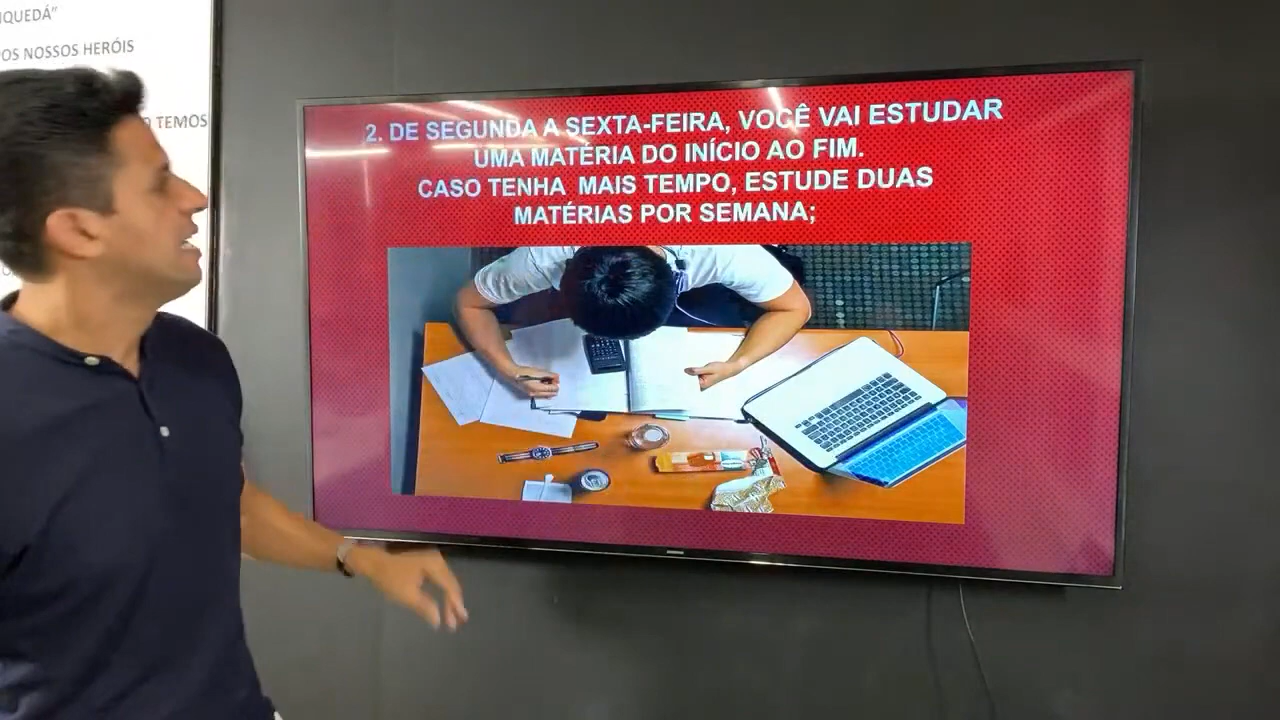 IQUEDÁ"
OS NOSSOS HERÓIS
TEMOS
2. DE SEGUNDA A SEXTA-FEIRA, VOCÊ VAI ESTUDAR
UMA MATÉRIA DO INÍCIO AO FIM.
CASO TENHA MAIS TEMPO, ESTUDE DUAS
MATÉRIAS POR SEMANA;